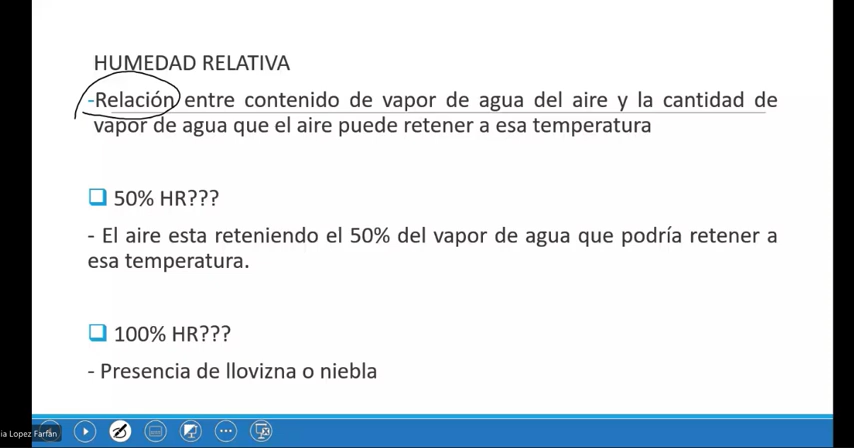 HUMEDAD RELATIVA
-Relación entre contenido de vapor de agua del aire y la cantidad de
vapor de agua que el aire puede retener a esa temperatura
50% HR???
- El aire esta reteniendo el 50% del vapor de agua que podría retener a
esa temperatura.
100% HR???
- Presencia de llovizna o niebla
ia Lopez Farfan